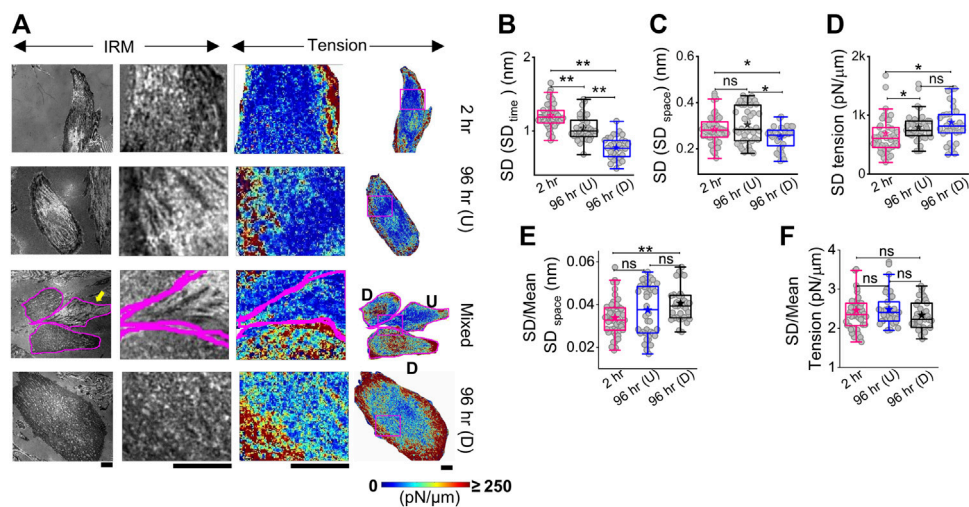 A
IRM
Tension
2 hr
96 hr (U)
Mixed
96 hr (D)
D
U
D
0
≥ 250
(pN/µm)
B
SD (SD time) (nm)
1.5
1
**
**
**
2 hr
96 hr (U)
96 hr (D)
C
SD (SD space) (nm)
0.6
0.4
0.2
*
ns
*
2 hr
96 hr (U)
96 hr (D)
D
SD tension (pN/µm)
2k
1k
0
*
*
ns
2 hr
96 hr (U)
96 hr (D)
E
SD/Mean
SD space (nm)
0.06
0.04
0.02
**
ns
ns
2 hr
96 hr (U)
96 hr (D)
F
SD/Mean
Tension (pN/µm)
4
3
2
1
ns
ns
ns
2 hr
96 hr (U)
96 hr (D)